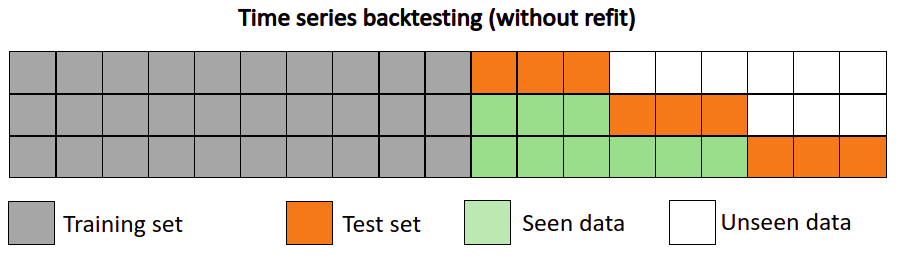 Time series backtesting (without refit)
Training set
Test set
Seen data
Unseen data